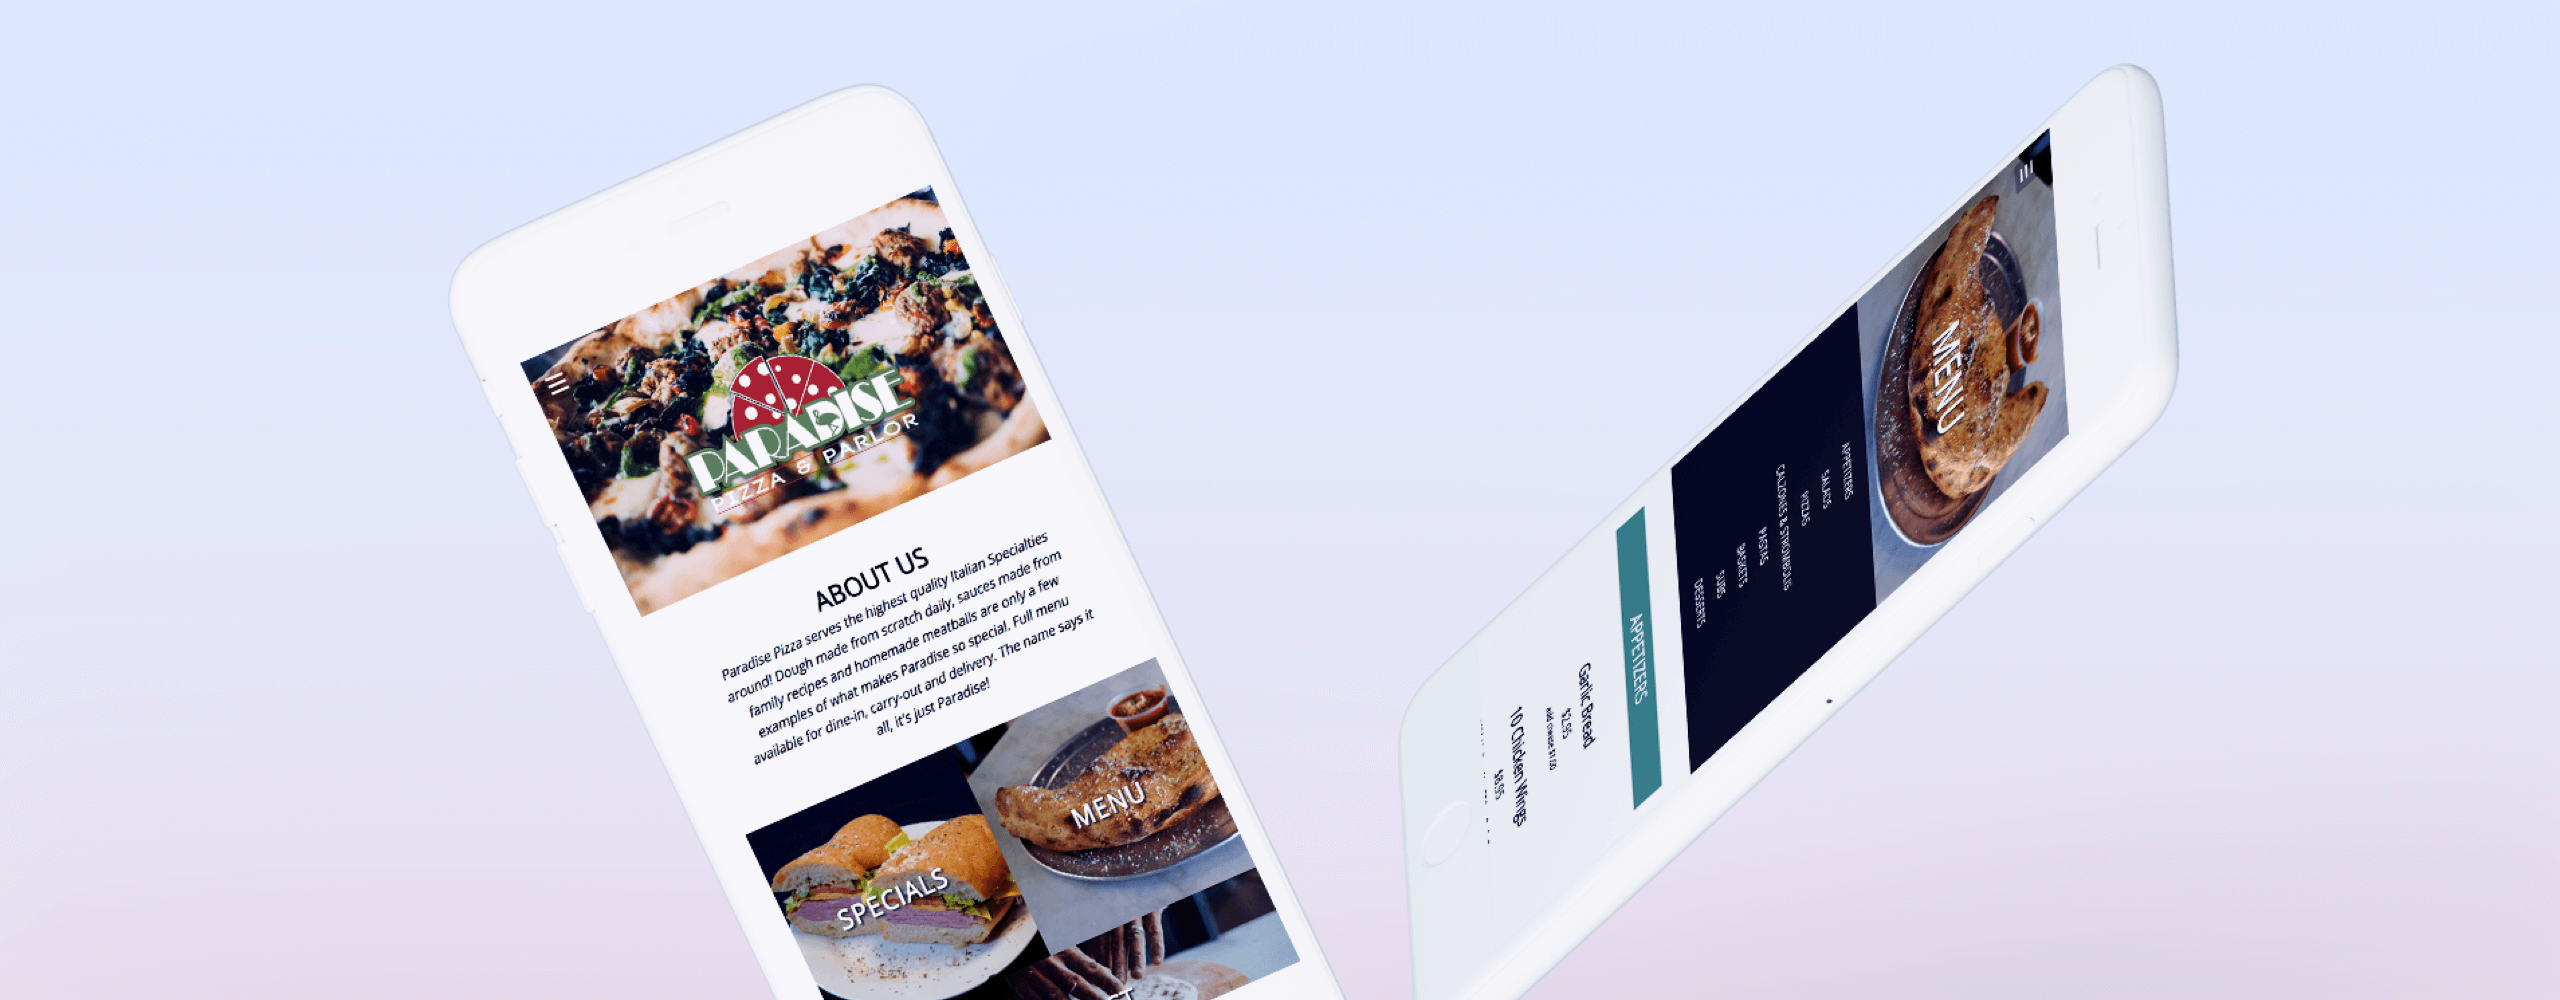 PARADISE
PIZZA & PARLOR
ABOUT US
Paradise Pizza serves the highest quality Italian Specialties
around! Dough made from scratch daily, sauces made from
family recipes and homemade meatballs are only a few
examples of what makes Paradise so special. Full menu
available for dine-in, carry-out and delivery. The name says it
all, it's just Paradise!
SPECIALS
MENU
MENU
APPETIZERS
SALADS
PIZZAS
CALZONES & STROMBOLIS
PASTAS
BASKETS
SUBS
DESSERTS
APPETIZERS
Garlic Bread
$2.95
add cheese $1.00
10 Chicken Wings
$8.95